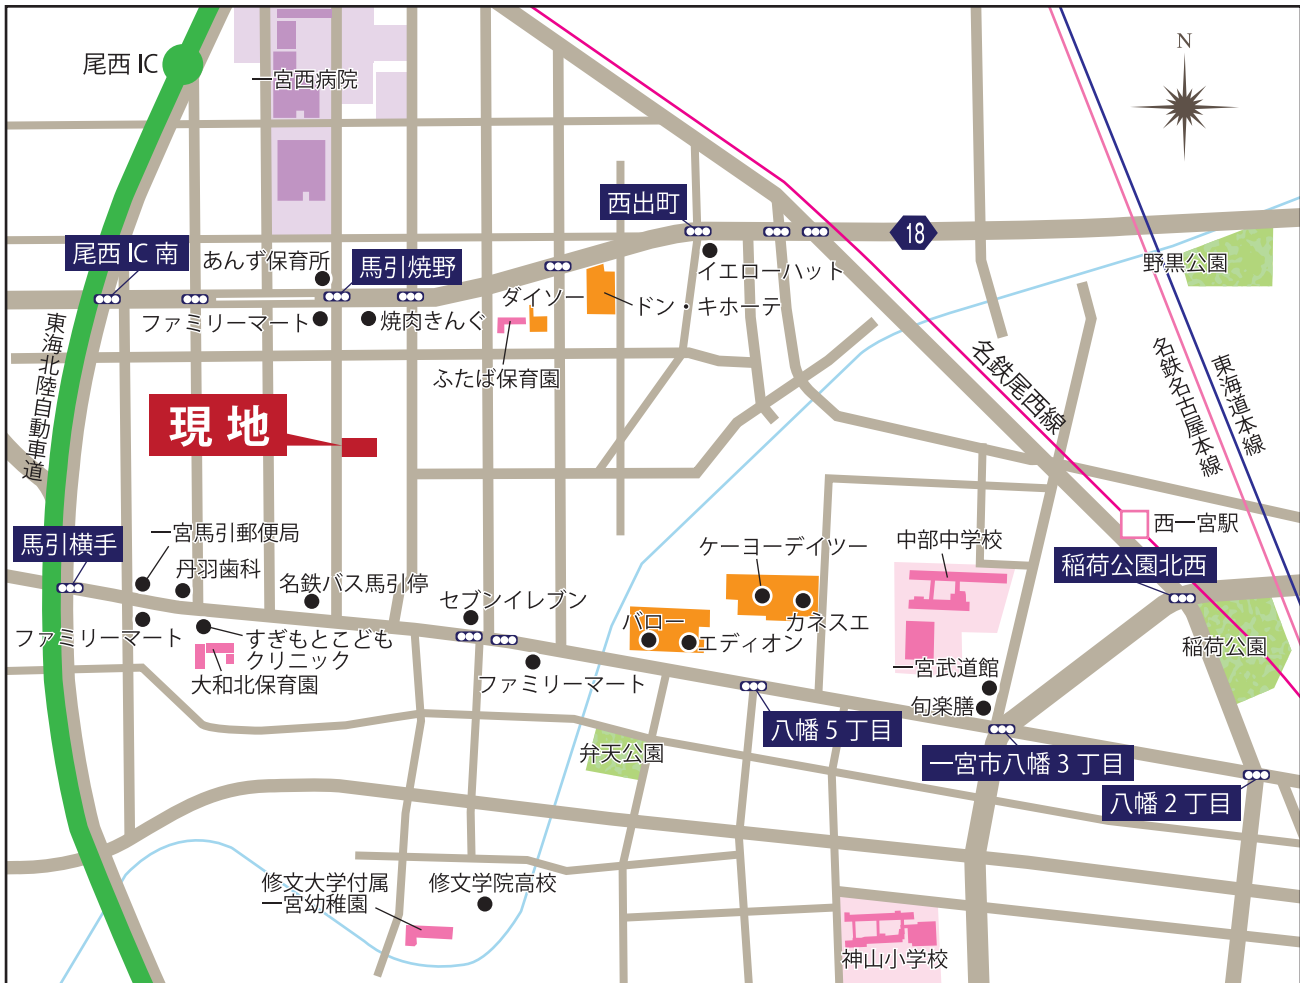 尾西 IC
一宮西病院
N
西出町
18
尾西 IC 南
あんず保育所
馬引焼野
イエローハット
野黒公園
ダイソー
ドン・キホーテ
ファミリーマート
焼肉きんぐ
東海北陸自動車道
ふたば保育園
名鉄尾西線
名鉄名古屋本線
東海道本線
現地
西一宮駅
馬引横手
一宮馬引郵便局
丹羽歯科
名鉄バス馬引停
ケーヨーデイツー
中部中学校
稲荷公園北西
セブンイレブン
バロー
カネスエ
エディオン
ファミリーマート
すぎもとこども
クリニック
稲荷公園
大和北保育園
ファミリーマート
一宮武道館
旬楽膳
八幡 5 丁目
弁天公園
一宮市八幡 3 丁目
八幡 2 丁目
修文大学付属
一宮幼稚園
修文学院高校
神山小学校